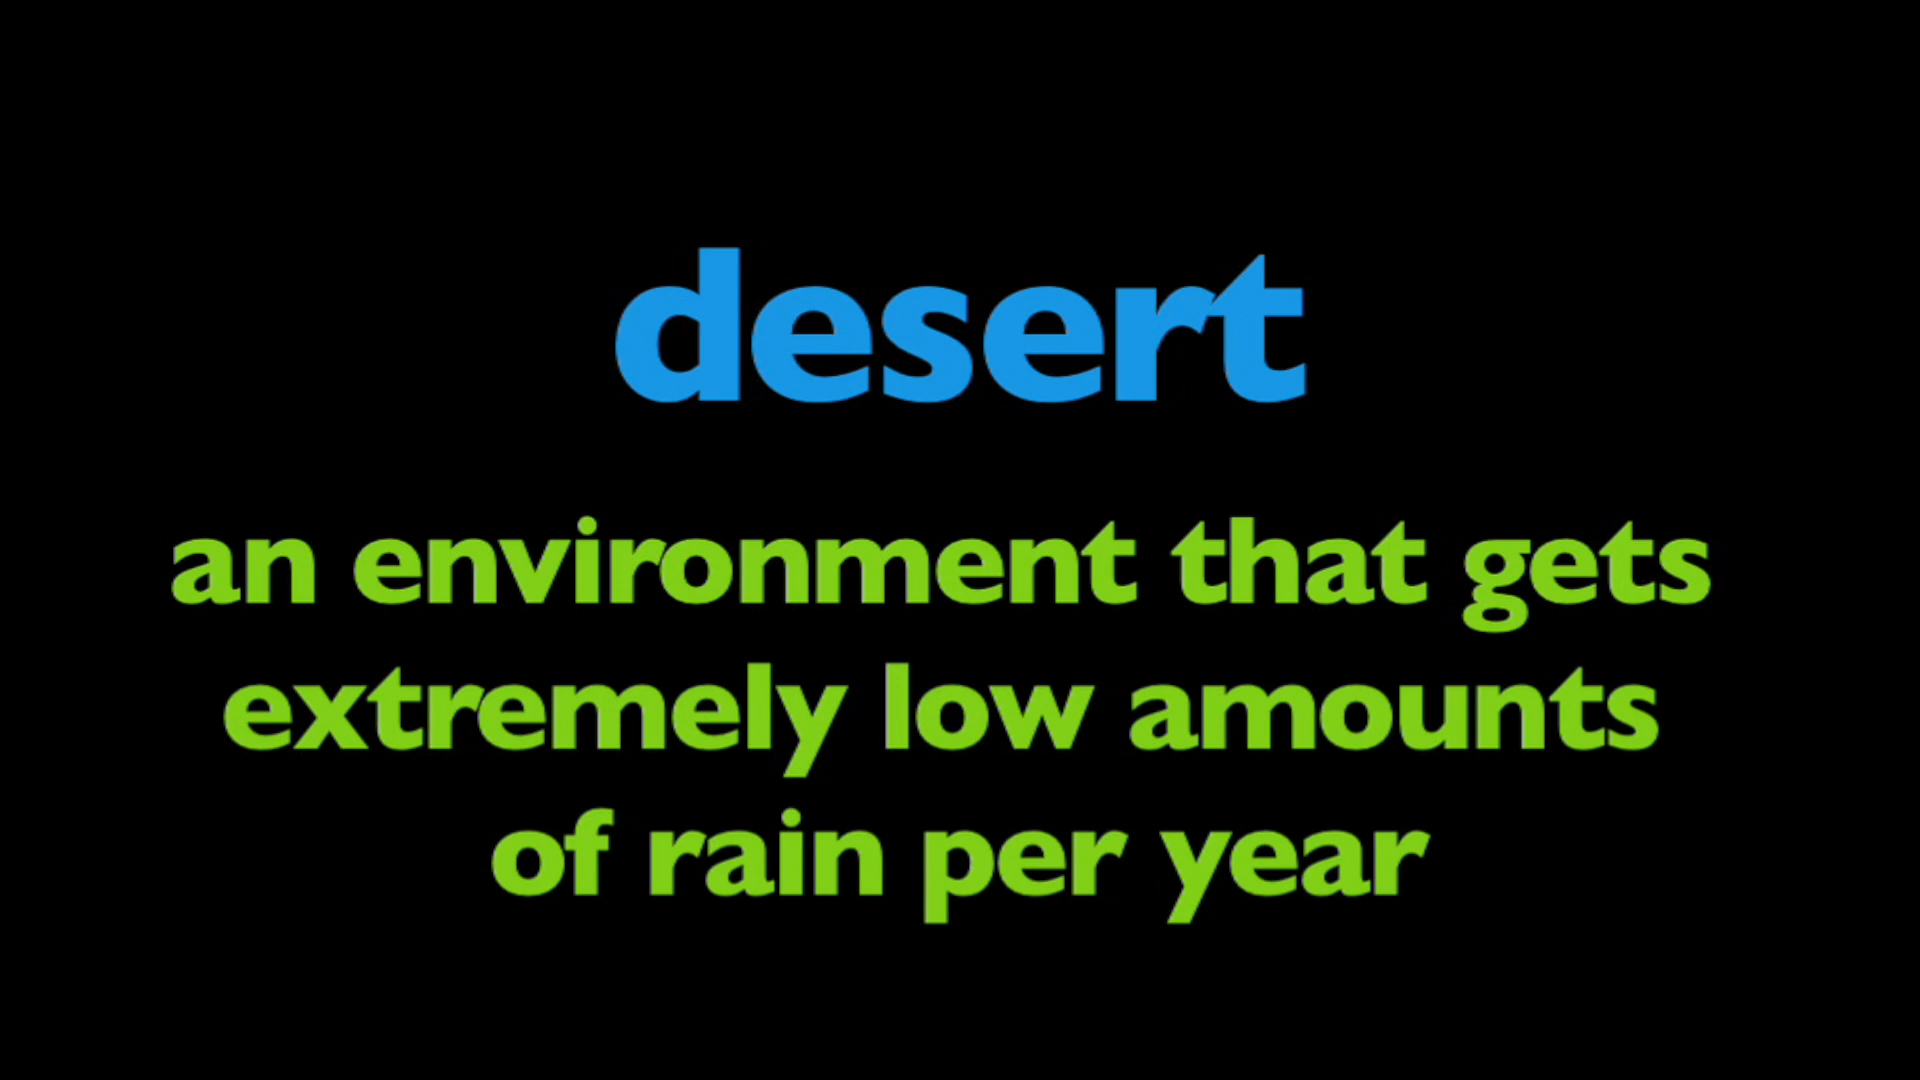 desert
an environment that gets
extremely low amounts
of rain per year